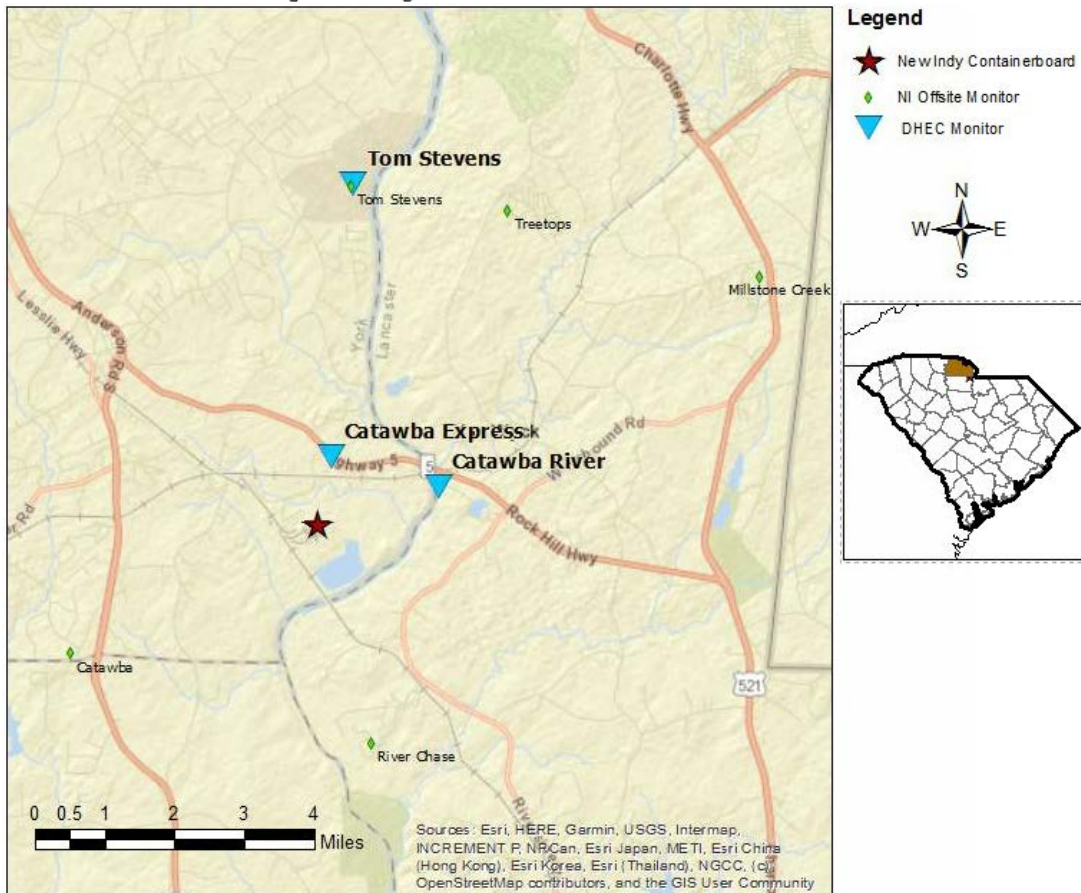 Legend
New Indy Containerboard
NI Offsite Monitor
DHEC Monitor
N
W E
S
Charlotte Hwy
Tom Stevens
Tom Stevens
Treetops
Millstone Creek
York
Lancaster
Lesslie Hwy
Anderson Rd S
Catawba Express
ghway 5
5
Catawba River
Rock Hill Hwy
Catawba
521
River Chase
0 0.5 1 2 3 4
Miles
Sources: Esri, HERE, Garmin, USGS, Intermap,
INCREMENT P, NRCan, Esri Japan, METI, Esri China
(Hong Kong), Esri Korea, Esri (Thailand), NGCC, (c)
OpenStreetMap contributors, and the GIS User Community